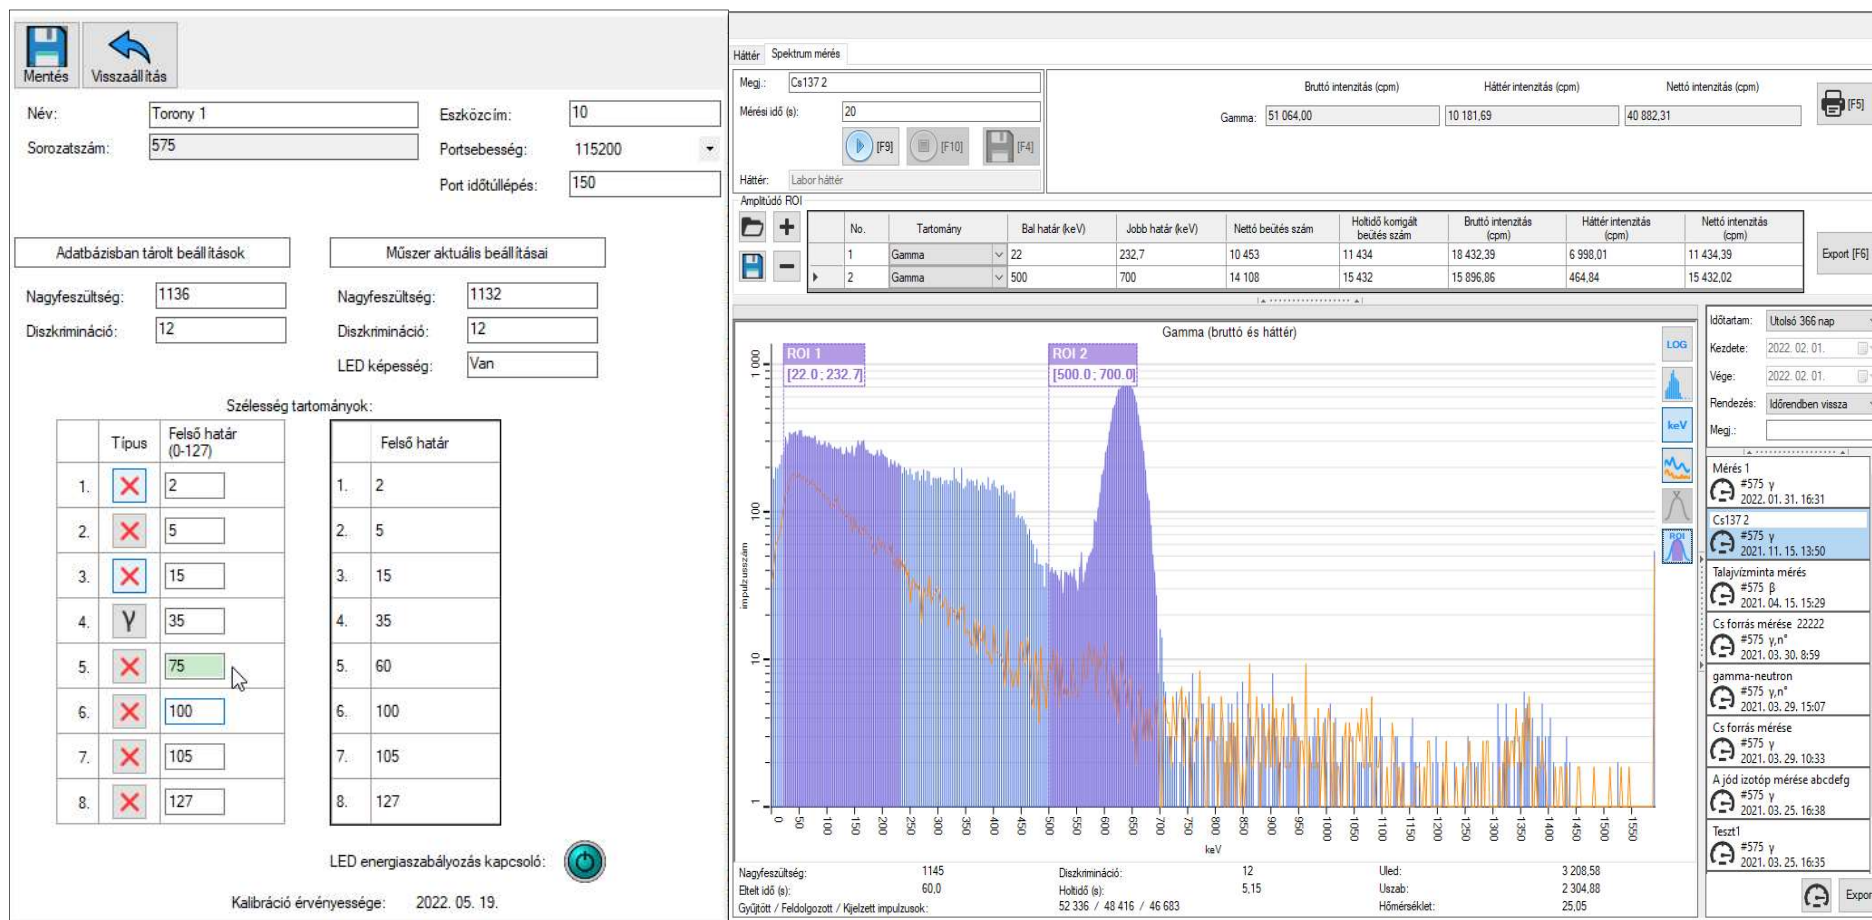 Mentés Visszaállítás
Név: Torony 1 Eszközcím: 10
Sorozatszám: 575 Portsebesség: 115200
Port időtúllépés: 150
Adatbázisban tárolt beállítások Műszer aktuális beállításai
Nagyfeszültség: 1136 Nagyfeszültség: 1132
Diszkrimináció: 12 Diszkrimináció: 12
LED képesség: Van
Szélesség tartományok:
Típus Felső határ (0-127) Felső határ
1. 2 1. 2
2. 5 2. 5
3. 15 3. 15
4. γ 35 4. 35
5. 75 5. 60
6. 100 6. 100
7. 105 7. 105
8. 127 8. 127
LED energiaszabályozás kapcsoló:
Kalibráció érvényessége: 2022. 05. 19.
Háttér Spektrum mérés
Megj.: Cs137 2
Mérési idő (s): 20
[F9] [F10] [F4]
Háttér: Labor háttér
Bruttó intenzitás (cpm) Háttér intenzitás (cpm) Nettó intenzitás (cpm)
Gamma: 51 064,00 10 181,69 40 882,31
[F5]
Amplitúdó ROI
No. Tartomány Bal határ (keV) Jobb határ (keV) Nettó beütés szám Holtidő korrigált beütés szám Bruttó intenzitás (cpm) Háttér intenzitás (cpm) Nettó intenzitás (cpm)
1 Gamma 22 232,7 10 453 11 434 18 432,39 6 998,01 11 434,39
2 Gamma 500 700 14 108 15 432 15 896,86 464,84 15 432,02
Export [F6]
Gamma (bruttó és háttér)
ROI 1
[22.0 ; 232.7]
ROI 2
[500.0 ; 700.0]
LOG
keV
ROI
impulzusszám
1 000
100
10
1
0 50 100 150 200 250 300 350 400 450 500 550 600 650 700 750 800 850 900 950 1000 1050 1100 1150 1200 1250 1300 1350 1400 1450 1500 1550
keV
Nagyfeszültség: 1145 Diszkrimináció: 12 Uled: 3 208,58
Eltelt idő (s): 60,0 Holtidő (s): 5,15 Uszab: 2 304,88
Gyűjtött / Feldolgozott / Kijelzett impulzusok: 52 336 / 48 416 / 46 683 Hőmérséklet: 25,05
Időtartam: Utolsó 366 nap
Kezdete: 2022. 02. 01.
Vége: 2022. 02. 01.
Rendezés: Időrendben vissza
Megj.:
Mérés 1
#575 γ
2022. 01. 31. 16:31
Cs137 2
#575 γ
2021. 11. 15. 13:50
Talajvízminta mérés
#575 β
2021. 04. 15. 15:29
Cs forrás mérése 22222
#575 γ,n°
2021. 03. 30. 8:59
gamma-neutron
#575 γ,n°
2021. 03. 29. 15:07
Cs forrás mérése
#575 γ
2021. 03. 29. 10:33
A jód izotóp mérése abcdefg
#575 γ
2021. 03. 25. 16:38
Teszt1
#575 γ
2021. 03. 25. 16:35
Export